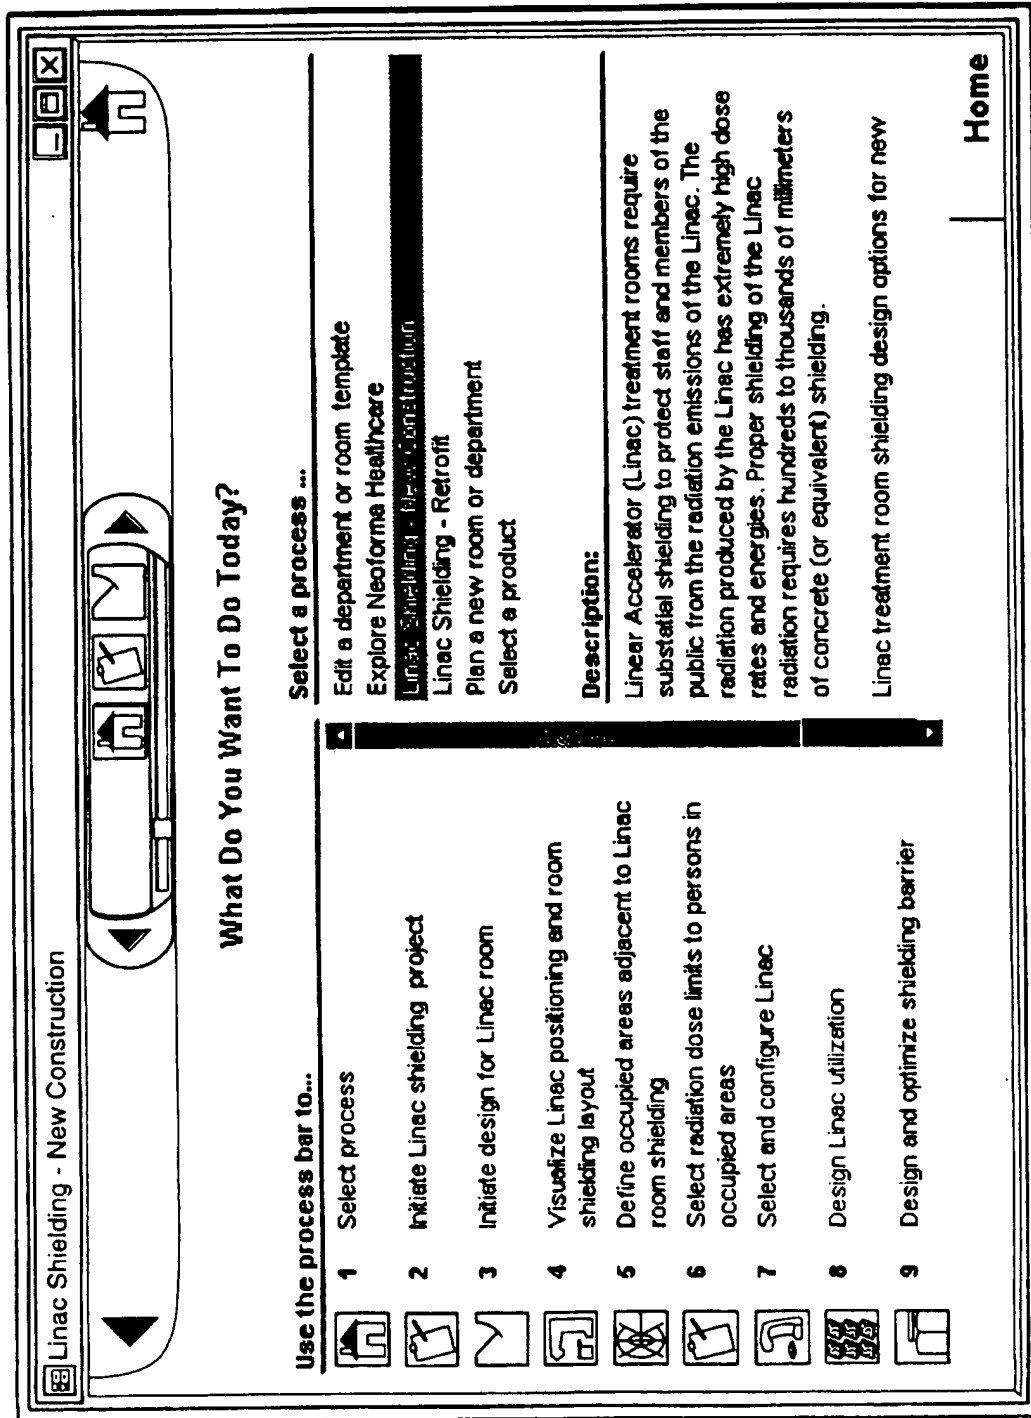 Linac Shielding - New Construction
What Do You Want To Do Today?
Use the process bar to...
1 Select process
2 Initiate Linac shielding project
3 Initiate design for Linac room
4 Visualize Linac positioning and room
shielding layout
5 Define occupied areas adjacent to Linac
room shielding
6 Select radiation dose limits to persons in
occupied areas
7 Select and configure Linac
8 Design Linac utilization
9 Design and optimize shielding barrier
Select a process ...
Edit a department or room template
Explore Neoforma Healthcare
Linac Shielding - New Construction
Linac Shielding - Retrofit
Plan a new room or department
Select a product
Description:
Linear Accelerator (Linac) treatment rooms require
substatial shielding to protect staff and members of the
public from the radiation emissions of the Linac. The
radiation produced by the Linac has extremely high dose
rates and energies. Proper shielding of the Linac
radiation requires hundreds to thousands of millimeters
of concrete (or equivalent) shielding.
Linac treatment room shielding design options for new
Home